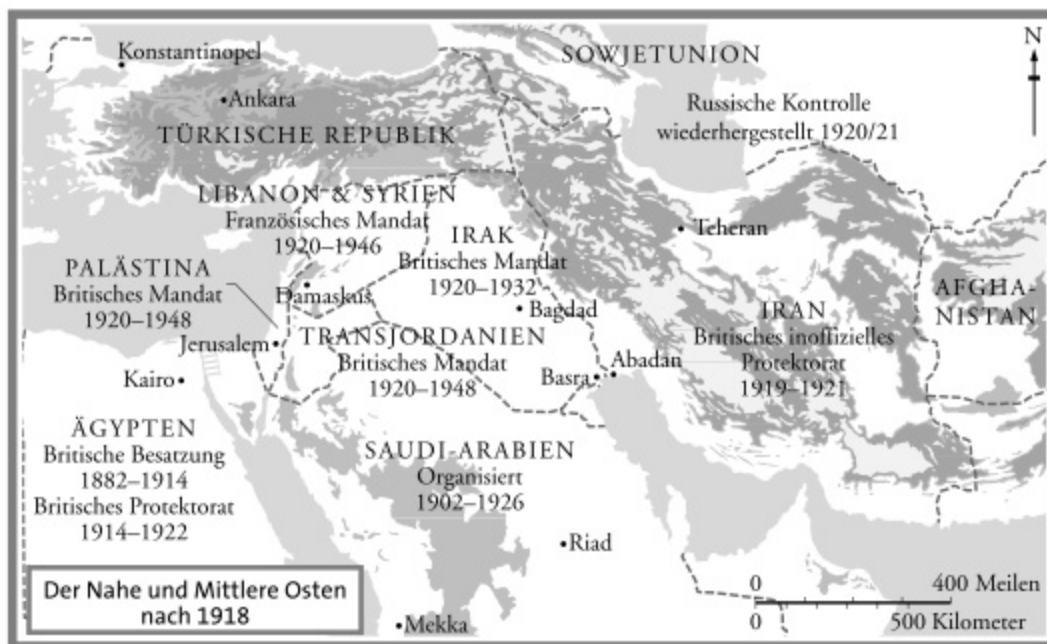 Konstantinopel
SOWJETUNION
N
Ankara
Russische Kontrolle
wiederhergestellt 1920/21
TÜRKISCHE REPUBLIK
LIBANON & SYRIEN
Französisches Mandat
1920–1946
IRAK
Britisches Mandat
1920–1932
Teheran
PALÄSTINA
Britisches Mandat
1920–1948
Damaskus
Bagdad
IRAN
Britisches inoffizielles
Protektorat
1919–1921
AFGHA-
NISTAN
Jerusalem
TRANSJORDANIEN
Britisches Mandat
1920–1948
Kairo
Basra
Abadan
ÄGYPTEN
Britische Besatzung
1882–1914
Britisches Protektorat
1914–1922
SAUDI-ARABIEN
Organisiert
1902–1926
Riad
Mekka
Der Nahe und Mittlere Osten
nach 1918
0 400 Meilen
0 500 Kilometer